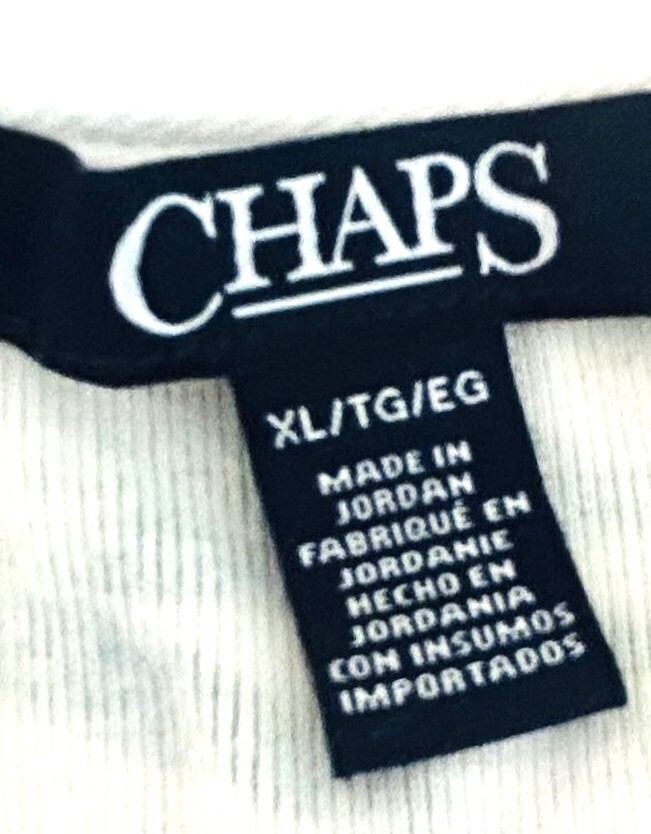 CHAPS
XL/TG/EG
MADE IN
JORDAN
FABRIQUÉ EN
JORDANIE
HECHO EN
JORDANIA
CON INSUMOS
IMPORTADOS